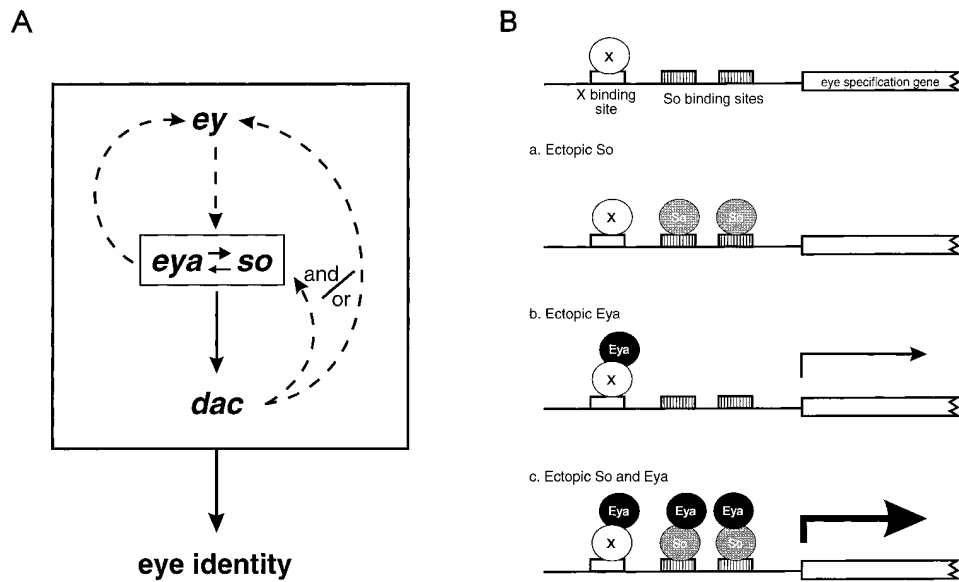 A
ey
eya so
and
or
dac
eye identity
B
X
X binding
site
So binding sites
eye specification gene
a. Ectopic So
X
So
So
b. Ectopic Eya
Eya
X
c. Ectopic So and Eya
Eya
Eya
Eya
X
So
So